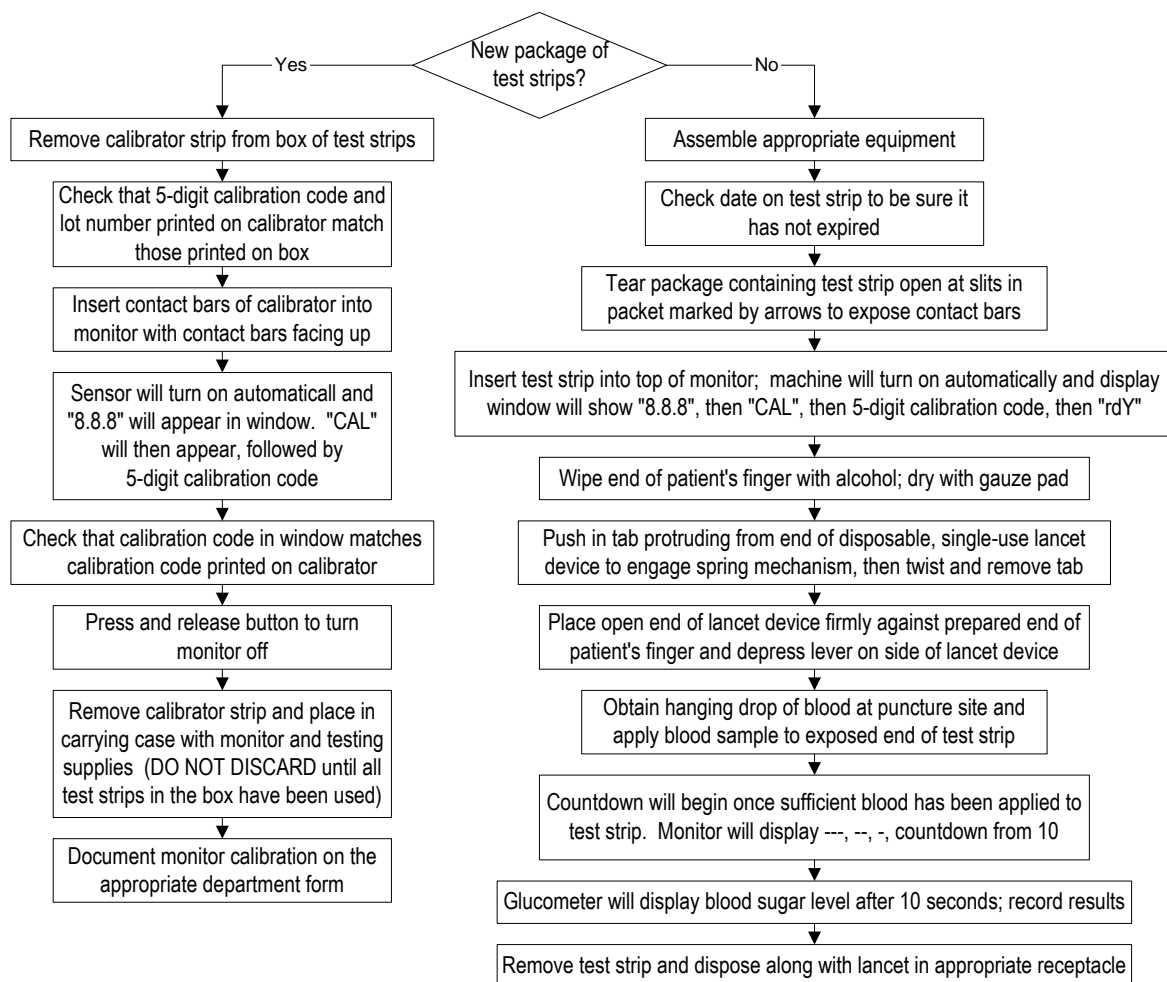 New package of
test strips?
Yes
No
Remove calibrator strip from box of test strips
Check that 5-digit calibration code and
lot number printed on calibrator match
those printed on box
Insert contact bars of calibrator into
monitor with contact bars facing up
Sensor will turn on automaticall and
"8.8.8" will appear in window.  "CAL"
will then appear, followed by
5-digit calibration code
Check that calibration code in window matches
calibration code printed on calibrator
Press and release button to turn
monitor off
Remove calibrator strip and place in
carrying case with monitor and testing
supplies  (DO NOT DISCARD until all
test strips in the box have been used)
Document monitor calibration on the
appropriate department form
Assemble appropriate equipment
Check date on test strip to be sure it
has not expired
Tear package containing test strip open at slits in
packet marked by arrows to expose contact bars
Insert test strip into top of monitor;  machine will turn on automatically and display
window will show "8.8.8", then "CAL", then 5-digit calibration code, then "rdY"
Wipe end of patient's finger with alcohol; dry with gauze pad
Push in tab protruding from end of disposable, single-use lancet
device to engage spring mechanism, then twist and remove tab
Place open end of lancet device firmly against prepared end of
patient's finger and depress lever on side of lancet device
Obtain hanging drop of blood at puncture site and
apply blood sample to exposed end of test strip
Countdown will begin once sufficient blood has been applied to
test strip.  Monitor will display ---, --, -, countdown from 10
Glucometer will display blood sugar level after 10 seconds; record results
Remove test strip and dispose along with lancet in appropriate receptacle